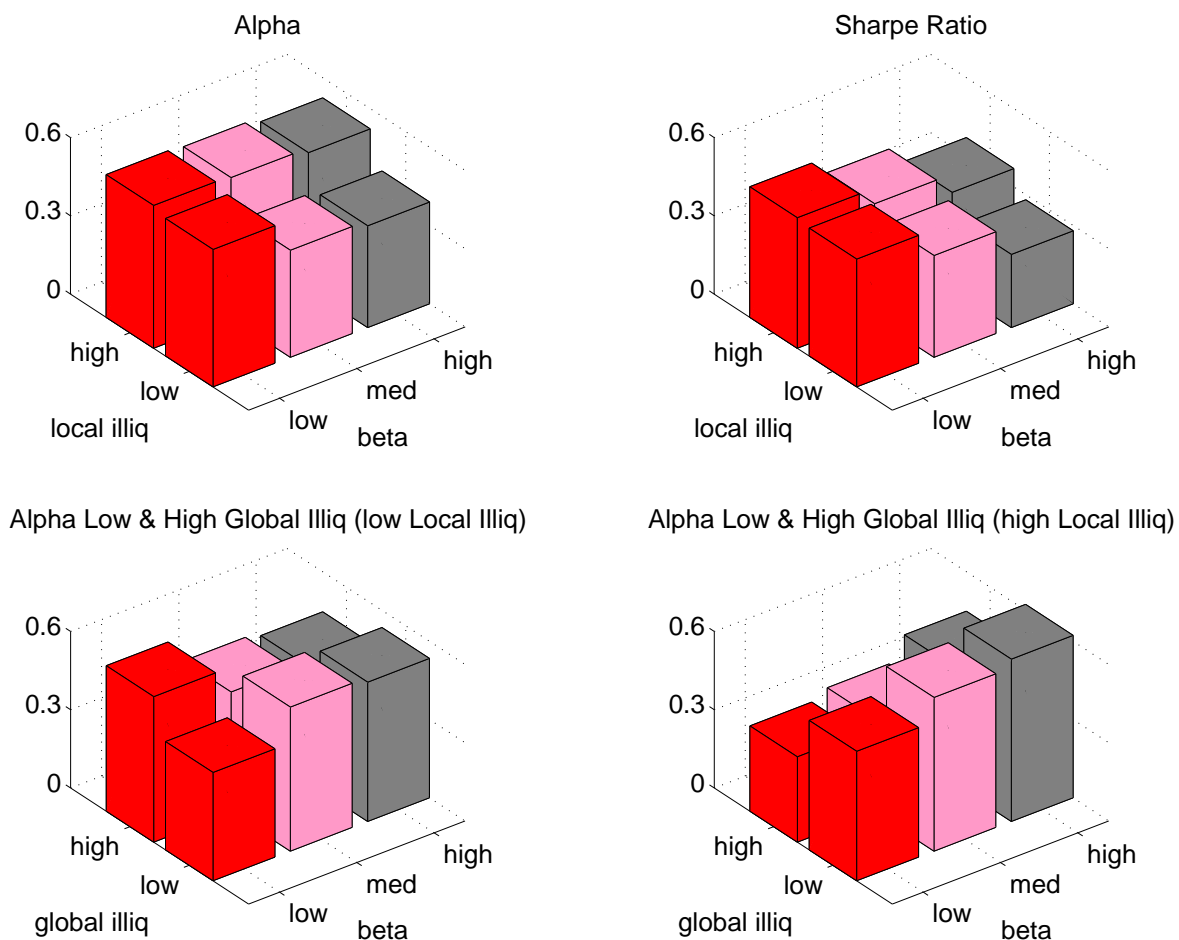 Alpha
0.6
0.3
0
high
low
local illiq
low
med
high
beta
Sharpe Ratio
0.6
0.3
0
high
low
local illiq
low
med
high
beta
Alpha Low & High Global Illiq (low Local Illiq)
0.6
0.3
0
high
low
global illiq
low
med
high
beta
Alpha Low & High Global Illiq (high Local Illiq)
0.6
0.3
0
high
low
global illiq
low
med
high
beta